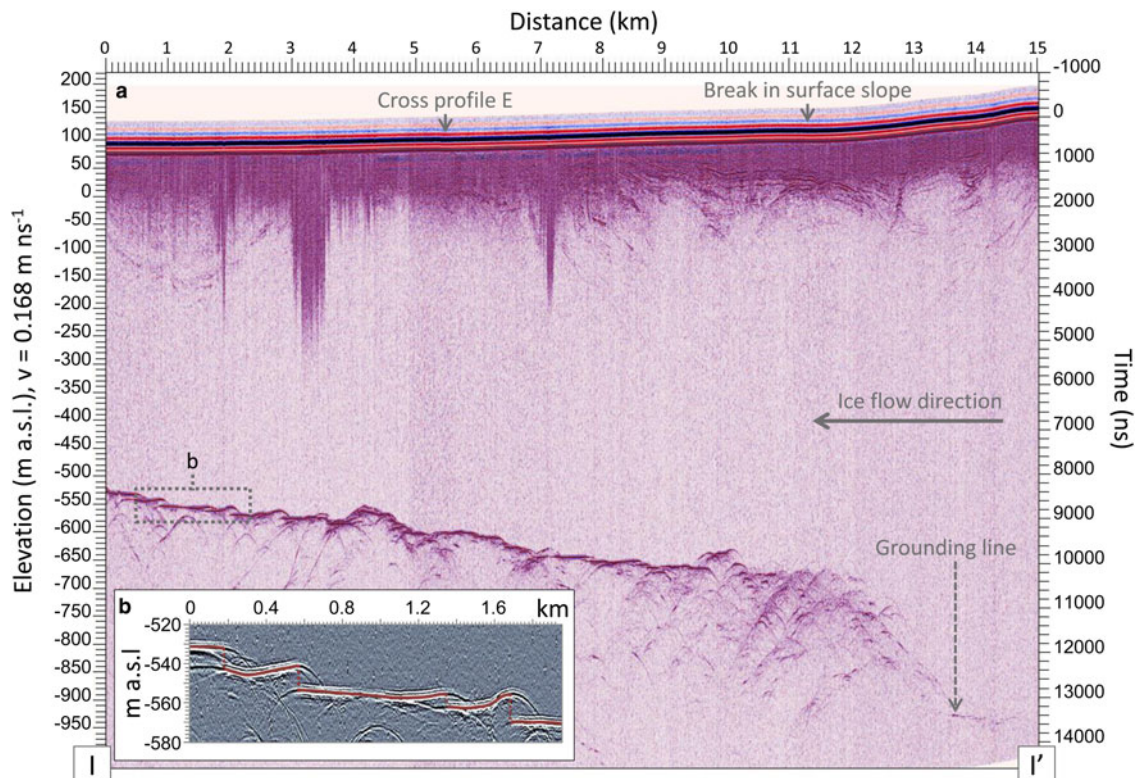 Distance (km)
0 1 2 3 4 5 6 7 8 9 10 11 12 13 14 15
a
Cross profile E
Break in surface slope
200
150
100
50
0
-50
-100
-150
-200
-250
-300
-350
-400
-450
-500
-550
-600
-650
-700
-750
-800
-850
-900
-950
Elevation (m a.s.l.), v = 0.168 m ns-1
-1000
0
1000
2000
3000
4000
5000
6000
7000
8000
9000
10000
11000
12000
13000
14000
Time (ns)
Ice flow direction
b
Grounding line
b
0 0.4 0.8 1.2 1.6 km
-520
-540
-560
-580
m a.s.l
I
I’